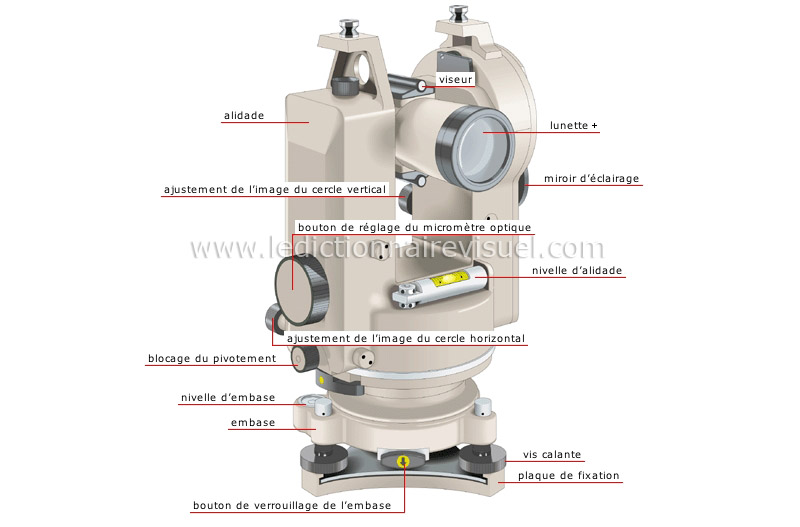 viseur
alidade
lunette +
miroir d’éclairage
ajustement de l’image du cercle vertical
bouton de réglage du micromètre optique
www.ledictionnairevisuel.com
nivelle d’alidade
ajustement de l’image du cercle horizontal
blocage du pivotement
nivelle d’embase
embase
vis calante
plaque de fixation
bouton de verrouillage de l’embase